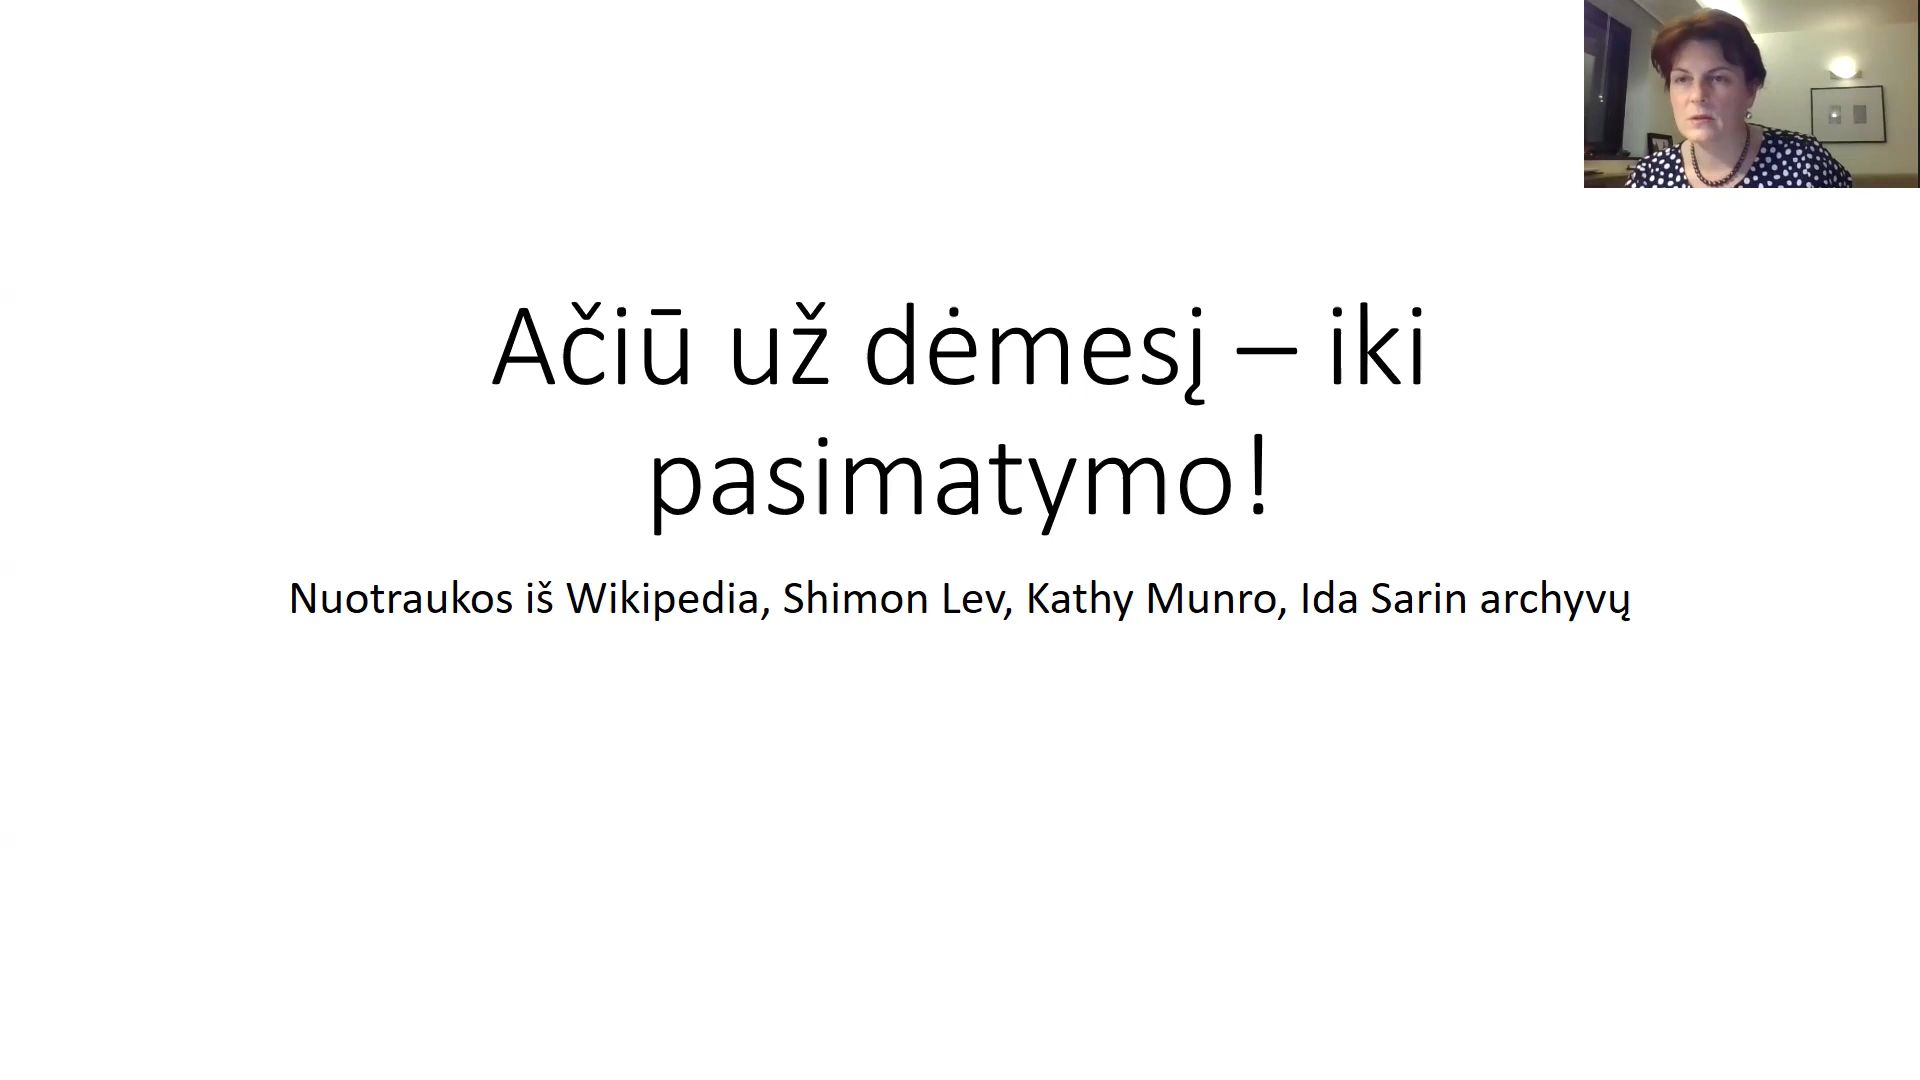 Ačiū už dėmesį – iki
pasimatymo!
Nuotraukos iš Wikipedia, Shimon Lev, Kathy Munro, Ida Sarin archyvų